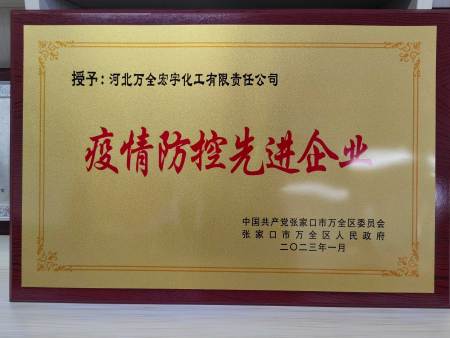 授予：河北万全宏宇化工有限责任公司
疫情防控先进企业
中国共产党张家口市万全区委员会
张家口市万全区人民政府
二〇二三年一月